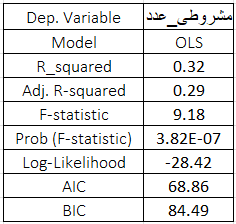 Dep. Variable مشروطی_عدد
Model OLS
R_squared 0.32
Adj. R-squared 0.29
F-statistic 9.18
Prob (F-statistic) 3.82E-07
Log-Likelihood -28.42
AIC 68.86
BIC 84.49